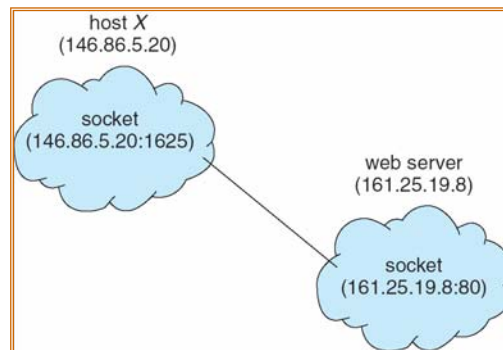 host X
(146.86.5.20)
socket
(146.86.5.20:1625)
web server
(161.25.19.8)
socket
(161.25.19.8:80)